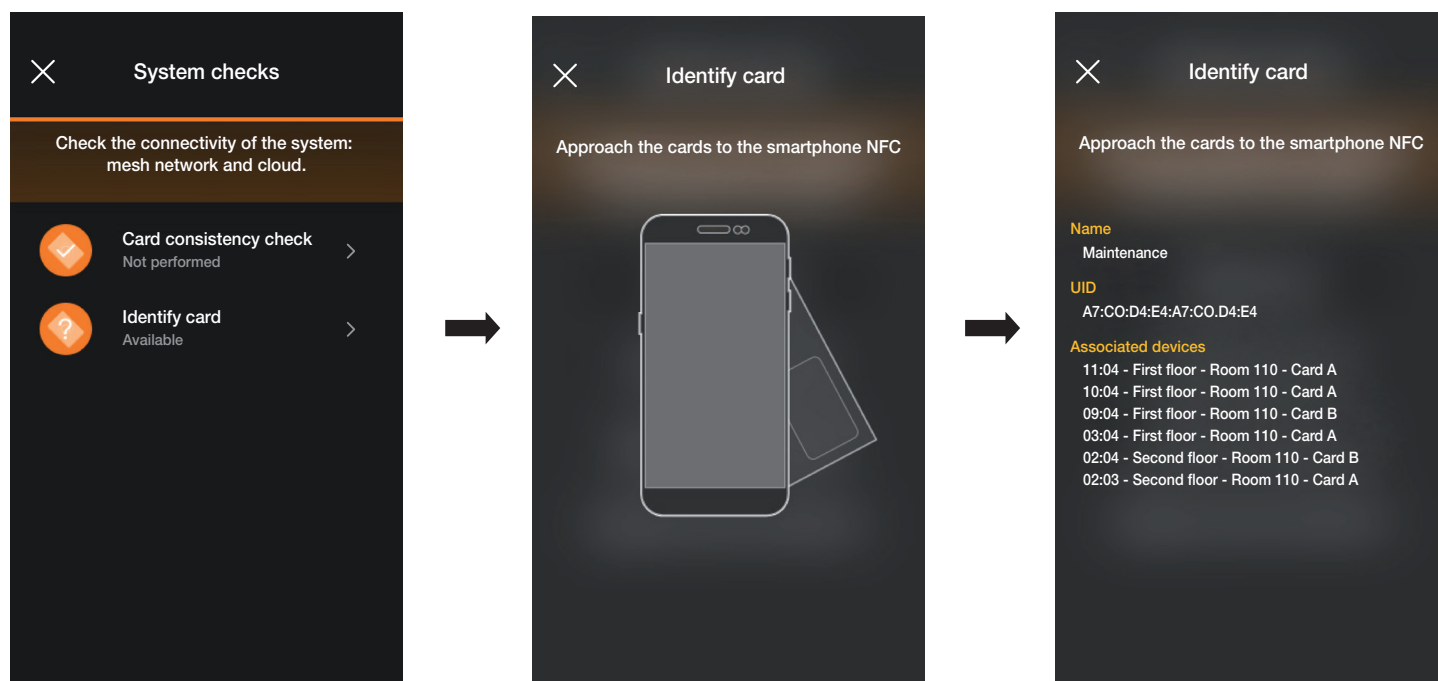 System checks
Check the connectivity of the system:
mesh network and cloud.
Card consistency check
Not performed
Identify card
Available
Identify card
Approach the cards to the smartphone NFC
Identify card
Approach the cards to the smartphone NFC
Name
Maintenance
UID
A7:CO:D4:E4:A7:CO.D4:E4
Associated devices
11:04 - First floor - Room 110 - Card A
10:04 - First floor - Room 110 - Card A
09:04 - First floor - Room 110 - Card B
03:04 - First floor - Room 110 - Card A
02:04 - Second floor - Room 110 - Card B
02:03 - Second floor - Room 110 - Card A